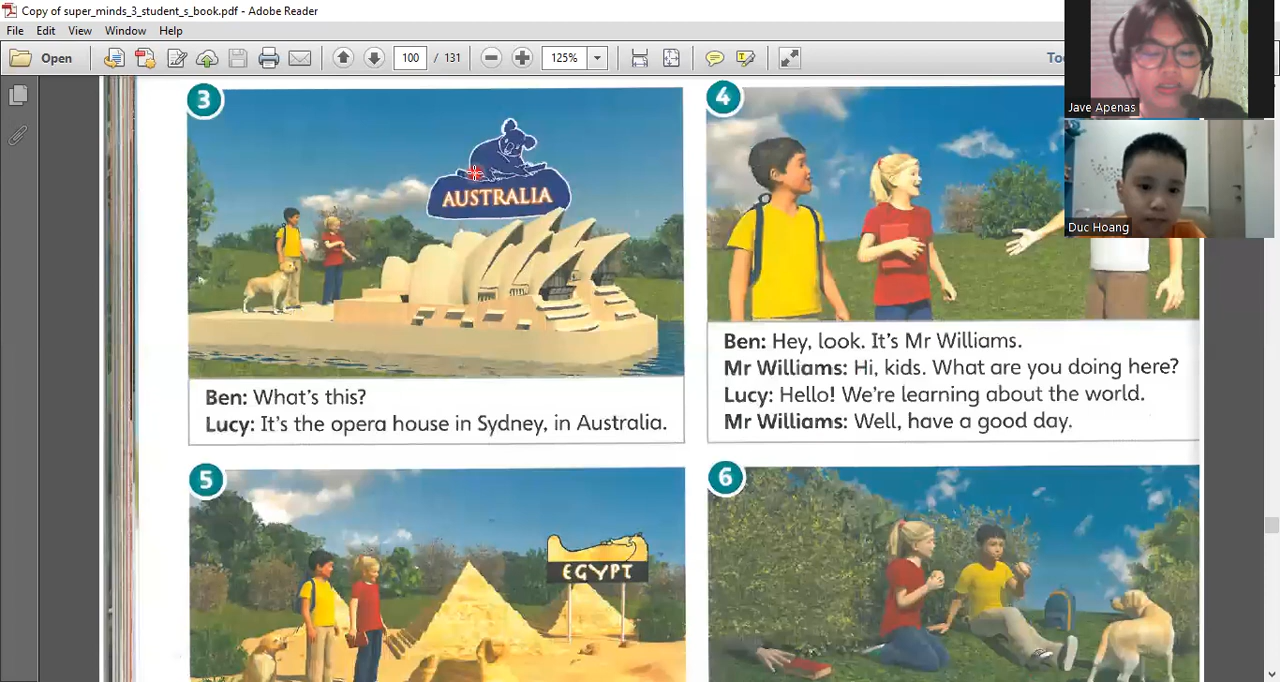 Copy of super_minds_3_student_s_book.pdf - Adobe Reader
File Edit View Window Help
Open 100 / 131 125%
Jave Apenas
Duc Hoang
3
AUSTRALIA
Ben: What's this?
Lucy: It's the opera house in Sydney, in Australia.
4
Ben: Hey, look. It's Mr Williams.
Mr Williams: Hi, kids. What are you doing here?
Lucy: Hello! We're learning about the world.
Mr Williams: Well, have a good day.
5
EGYPT
6